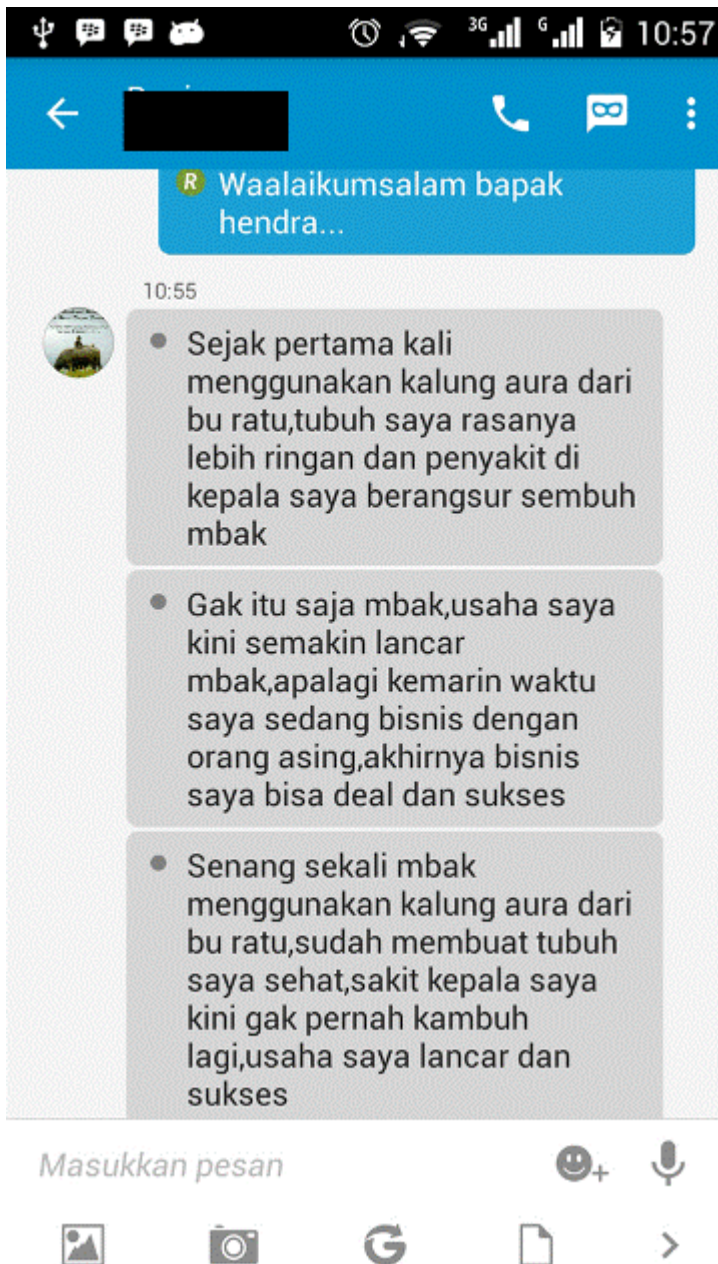 3G G 10:57
R Waalaikumsalam bapak
hendra...
10:55
Sejak pertama kali
menggunakan kalung aura dari
bu ratu,tubuh saya rasanya
lebih ringan dan penyakit di
kepala saya berangsur sembuh
mbak
Gak itu saja mbak,usaha saya
kini semakin lancar
mbak,apalagi kemarin waktu
saya sedang bisnis dengan
orang asing,akhirnya bisnis
saya bisa deal dan sukses
Senang sekali mbak
menggunakan kalung aura dari
bu ratu,sudah membuat tubuh
saya sehat,sakit kepala saya
kini gak pernah kambuh
lagi,usaha saya lancar dan
sukses
Masukkan pesan